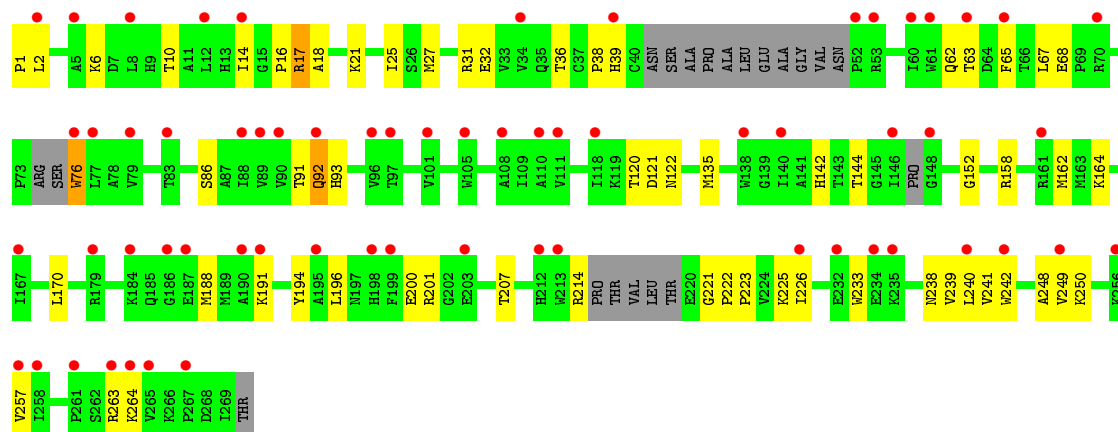 P1 L2 A5 K6 D7 L8 H9 T10 A11 L12 H13 I14 G15 P16 R17 A18 K21 I25 S26 M27 R31 E32 V33 V34 Q35 T36 C37 P38 H39 C40 ASN SER ALA PRO ALA LEU GLU ALA GLY VAL ASN P52 R53 I60 W61 Q62 T63 D64 F65 T66 L67 E68 P69 R70
P73 ARG SER W76 L77 A78 V79 T83 S86 A87 I88 V89 V90 T91 Q92 H93 V96 T97 V101 W105 A108 I109 A110 V111 I118 K119 T120 D121 N122 M135 W138 G139 I140 A141 H142 T143 T144 G145 I146 PRO G148 G152 R158 R161 M162 M163 K164
I167 L170 R179 K184 Q185 G186 E187 M188 M189 A190 K191 Y194 A195 L196 N197 H198 F199 E200 R201 G202 E203 T207 H212 W213 R214 PRO THR VAL LEU THR E220 G221 P222 P223 V224 K225 I226 E232 W233 E234 K235 N238 V239 L240 V241 W242 A248 V249 K250 K256
V257 I258 P261 S262 R263 K264 V265 K266 P267 D268 I269 THR